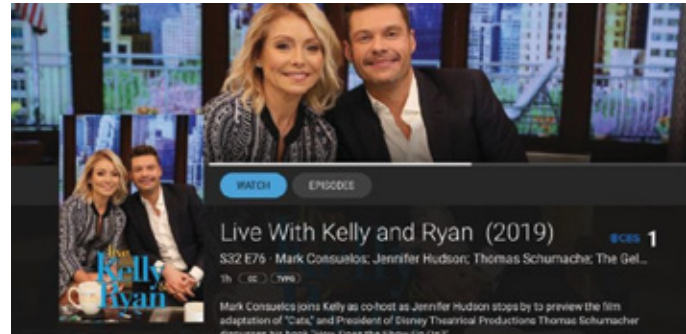 WATCH
EPISODES
live
Kelly
and
Ryan
Live With Kelly and Ryan (2019)
CBS 1
S32 E76 · Mark Consuelos; Jennifer Hudson; Thomas Schumache; The Gel...
1h CC TVPG
Mark Consuelos joins Kelly as co-host as Jennifer Hudson stops by to preview the film
adaptation of "Cats," and President of Disney Theatrical Productions Thomas Schumacher